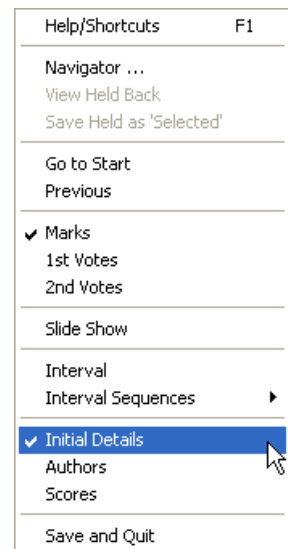 Help/Shortcuts F1
Navigator ...
View Held Back
Save Held as 'Selected'
Go to Start
Previous
Marks
1st Votes
2nd Votes
Slide Show
Interval
Interval Sequences
Initial Details
Authors
Scores
Save and Quit